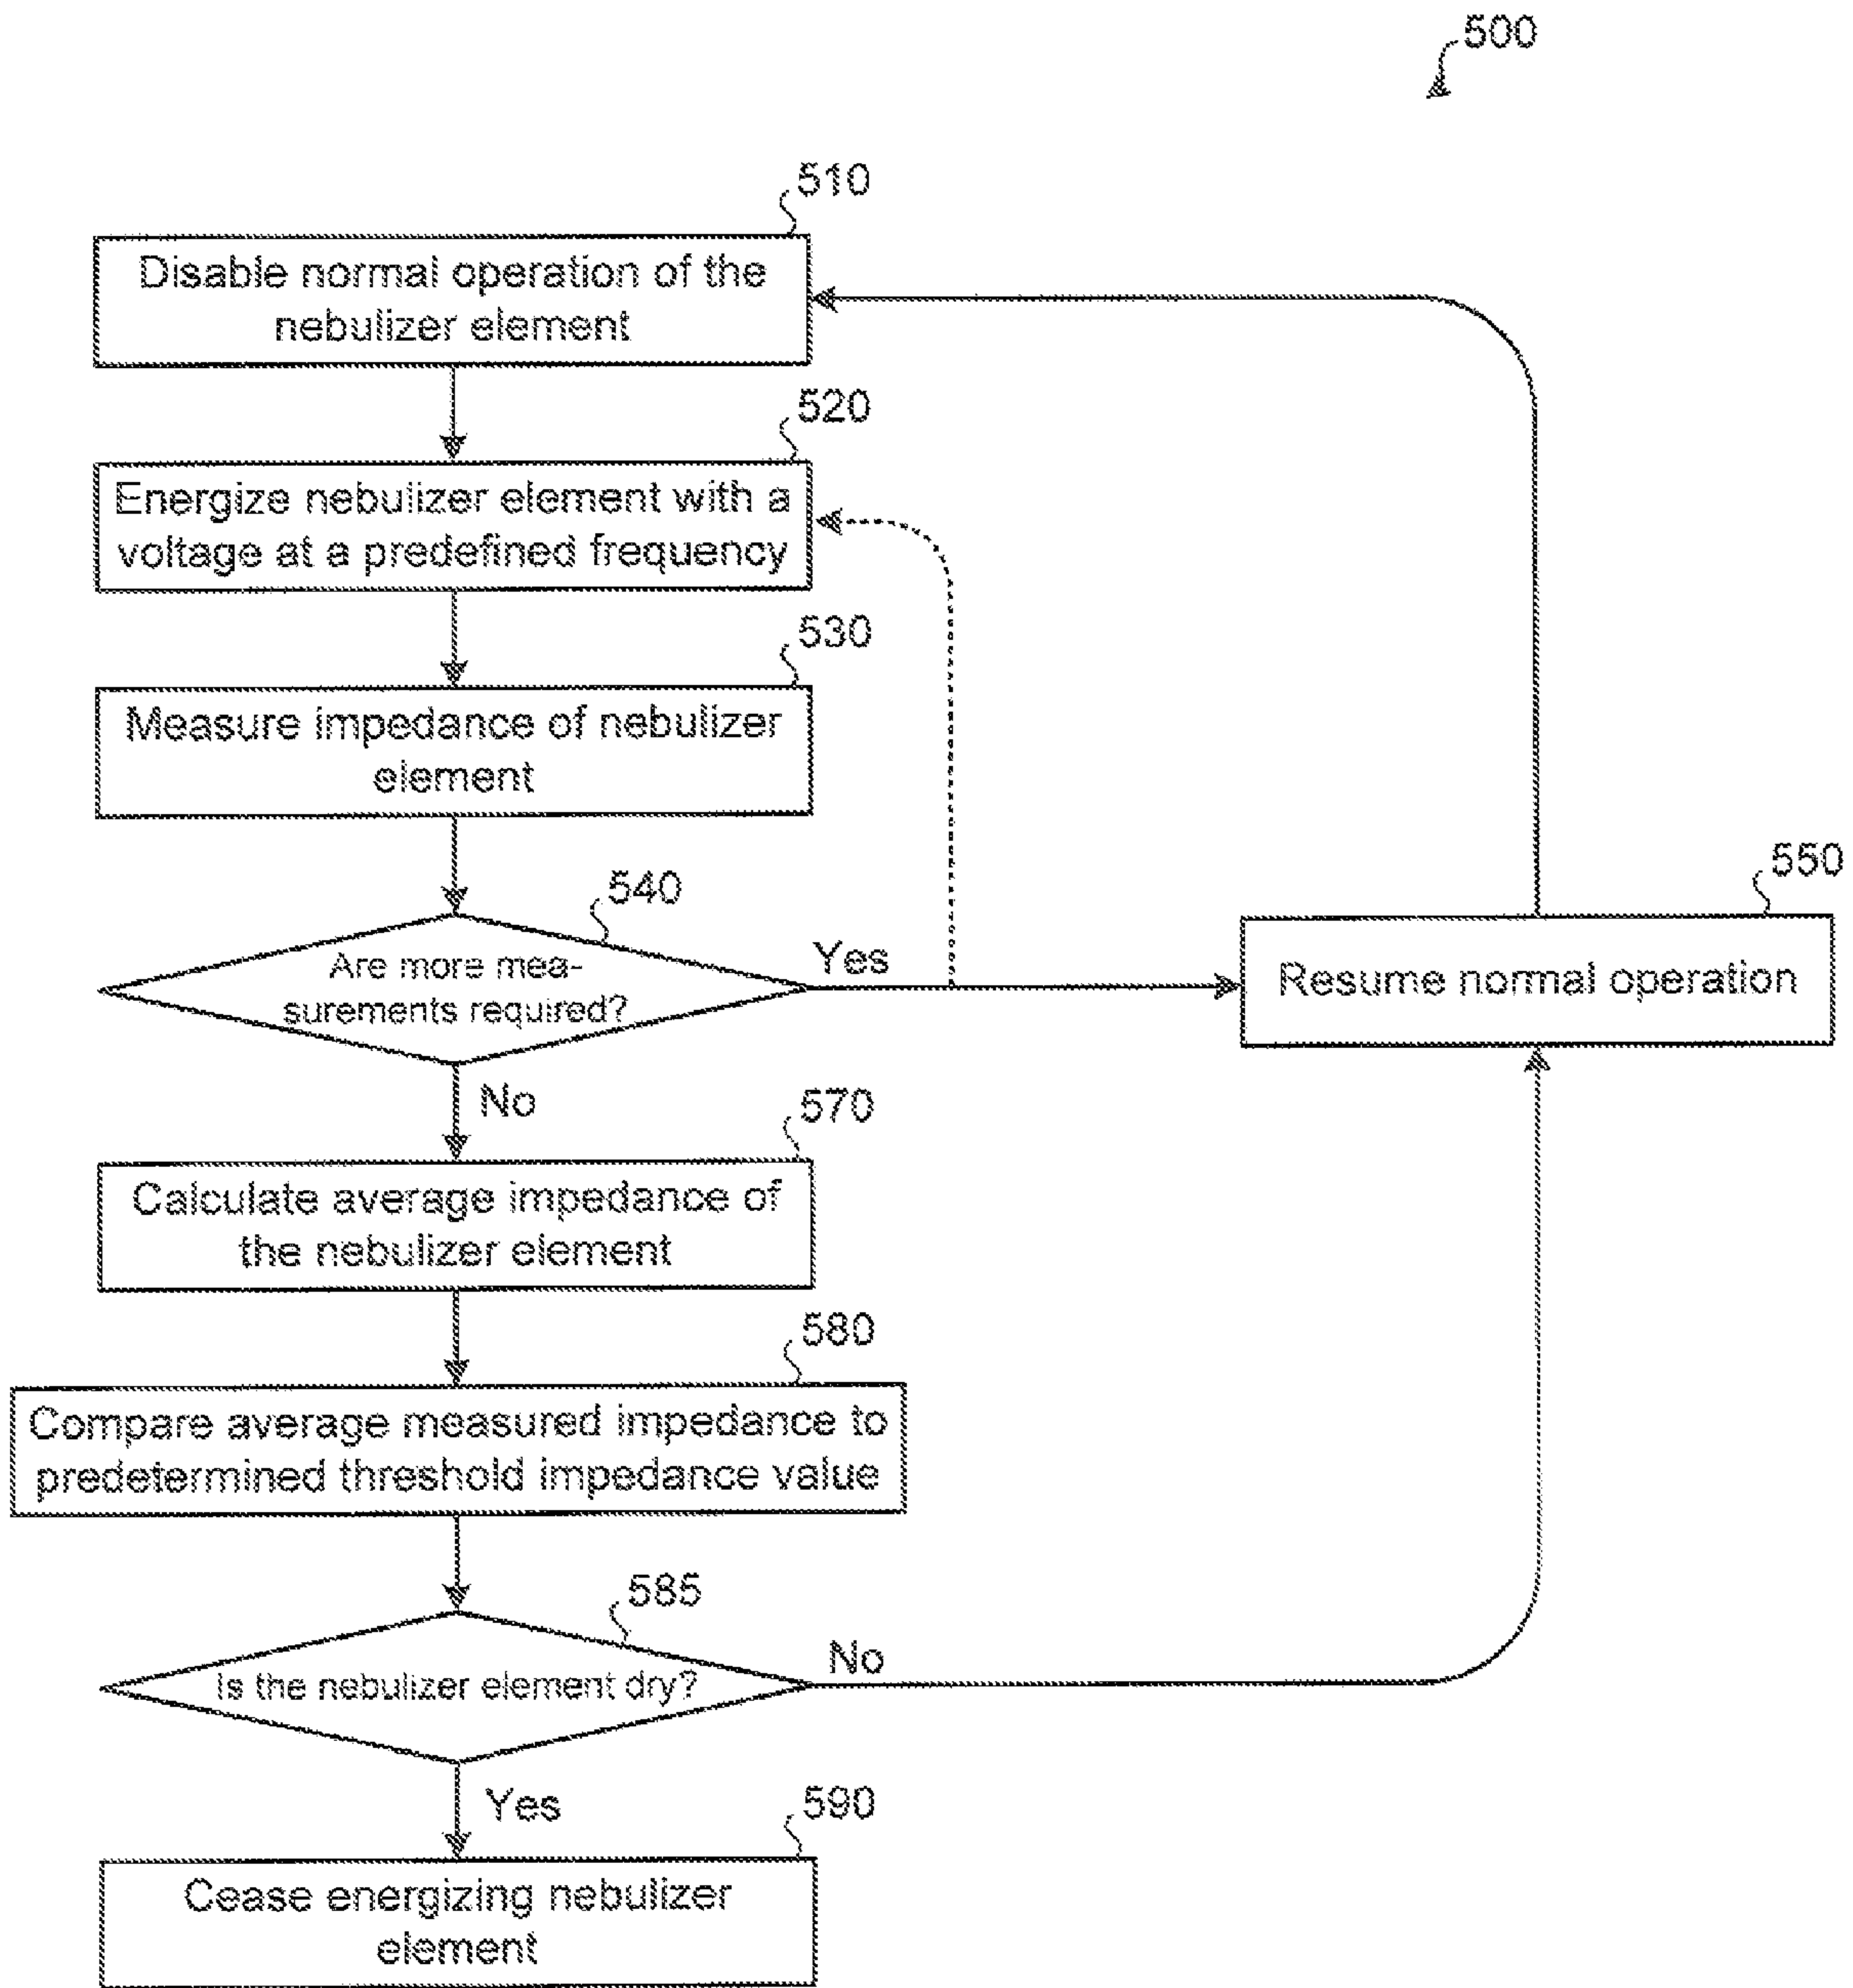 500
510
Disable normal operation of the
nebulizer element
520
Energize nebulizer element with a
voltage at a predefined frequency
530
Measure impedance of nebulizer
element
540
Are more mea-
surements required?
Yes
550
Resume normal operation
No
570
Calculate average impedance of
the nebulizer element
580
Compare average measured impedance to
predetermined threshold impedance value
585
Is the nebulizer element dry?
No
Yes
590
Cease energizing nebulizer
element